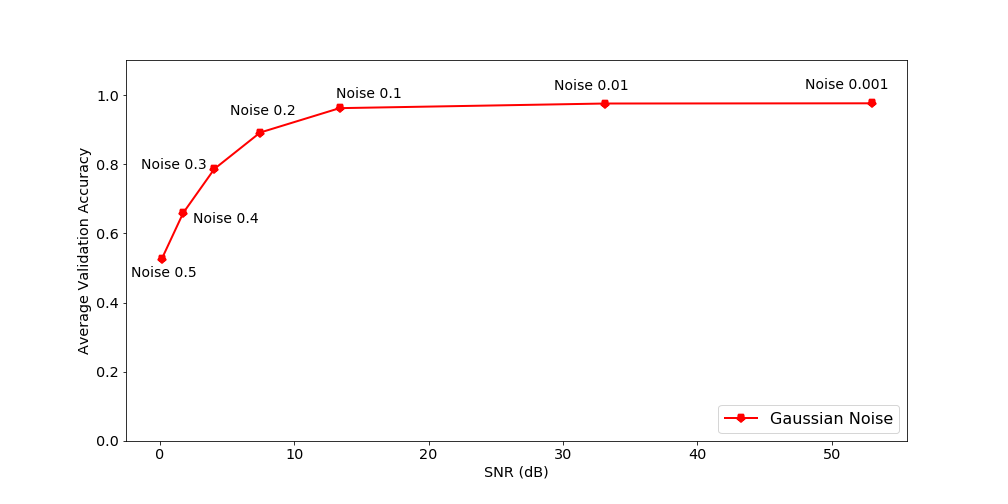 1.0
0.8
0.6
0.4
0.2
0.0
Average Validation Accuracy
Noise 0.001
Noise 0.01
Noise 0.1
Noise 0.2
Noise 0.3
Noise 0.4
Noise 0.5
Gaussian Noise
0 10 20 30 40 50
SNR (dB)